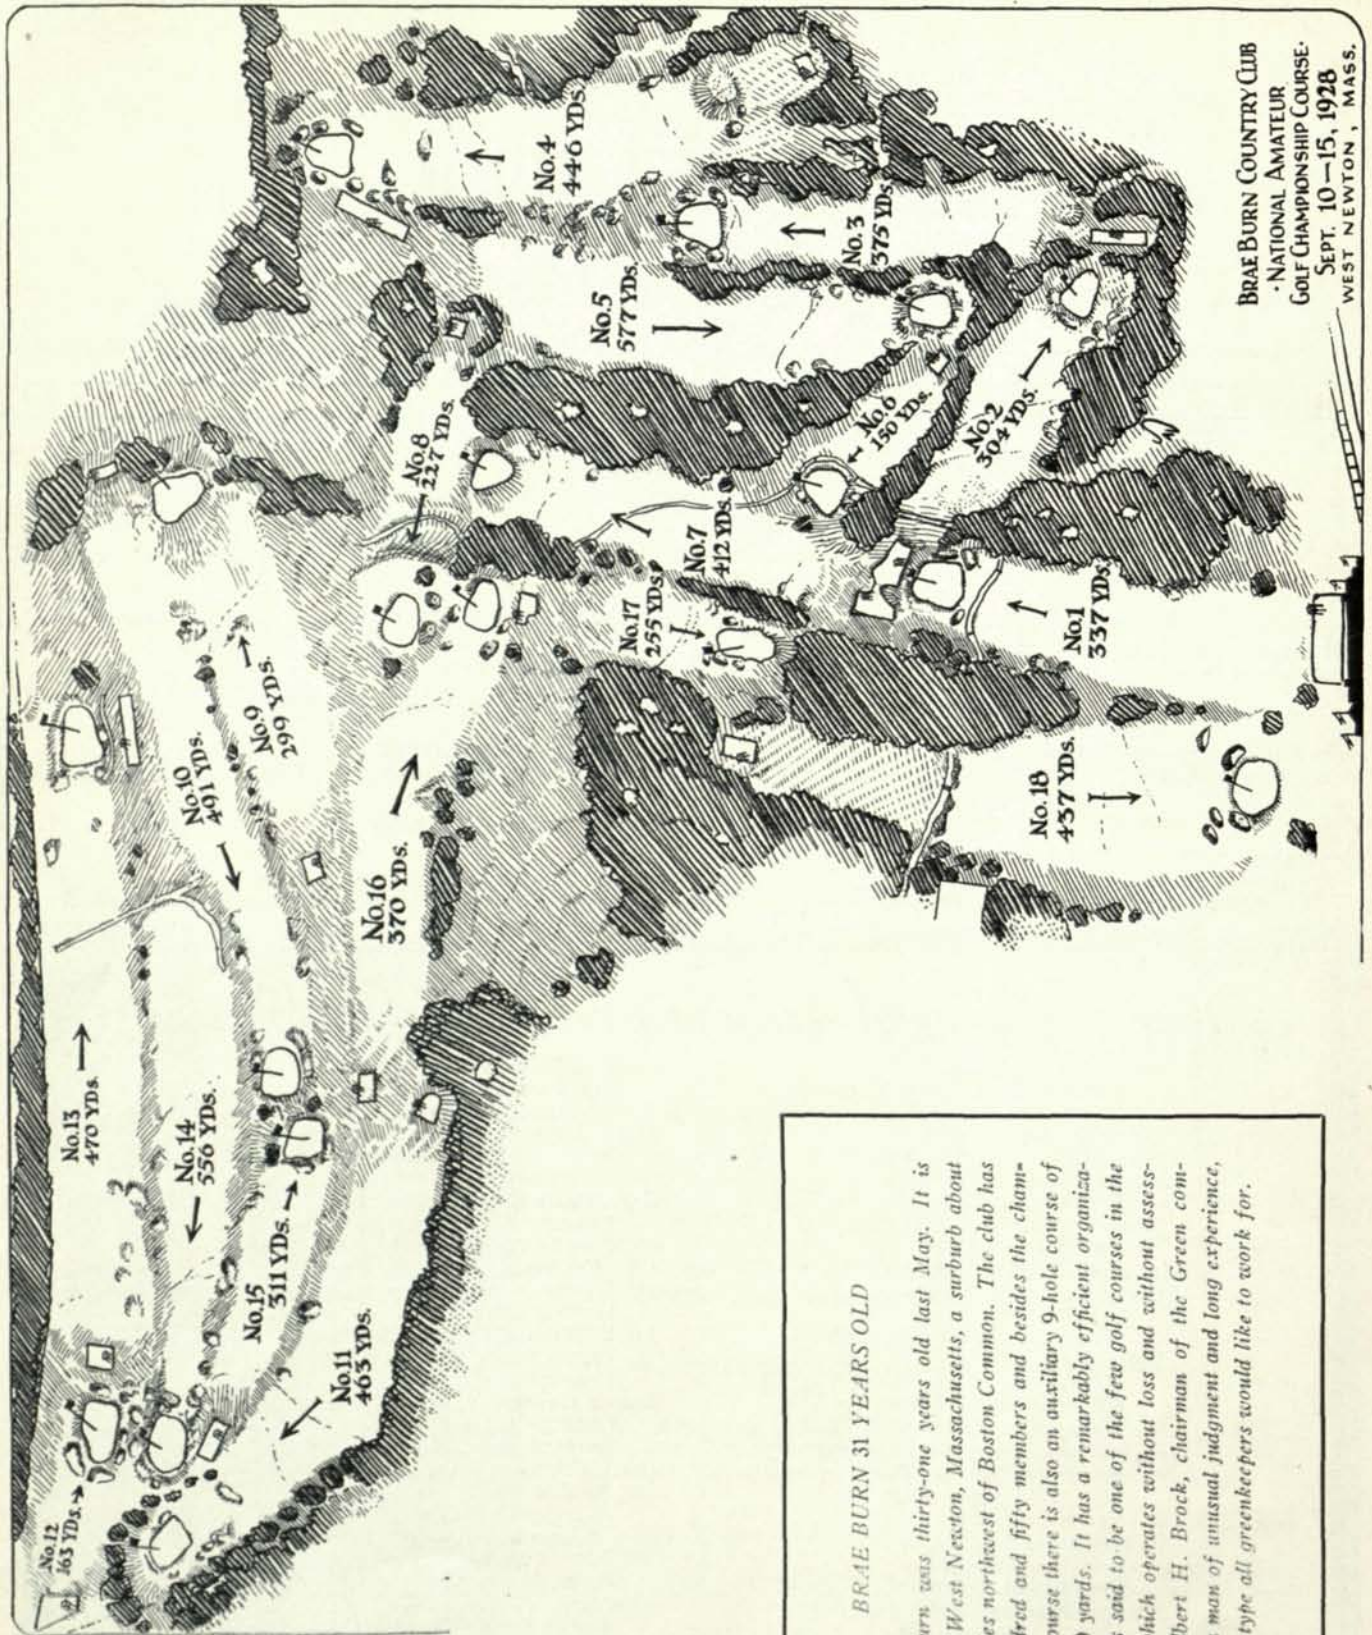 BRAE BURN COUNTRY CLUB
· NATIONAL AMATEUR
GOLF CHAMPIONSHIP COURSE ·
SEPT. 10—15, 1928
WEST NEWTON, MASS.
No.1
337 YDS.
No.2
304 YDS.
No.3
375 YDS.
No.4
446 YDS.
No.5
577 YDS.
No.6
150 YDS.
No.7
412 YDS.
No.8
227 YDS.
No.9
299 YDS.
No.10
491 YDS.
No.11
463 YDS.
No.12
163 YDS.
No.13
470 YDS.
No.14
556 YDS.
No.15
311 YDS.
No.16
370 YDS.
No.17
255 YDS.
No.18
437 YDS.
N
BRAE BURN 31 YEARS OLD
urn was thirty-one years old last May. It is
West Newton, Massachusetts, a surburb about
es northwest of Boston Common. The club has
dred and fifty members and besides the cham-
ourse there is also an auxiliary 9-hole course of
yards. It has a remarkably efficient organiza-
s said to be one of the few golf courses in the
hich operates without loss and without assess-
lbert H. Brock, chairman of the Green com-
man of unusual judgment and long experience,
type all greenkeepers would like to work for.